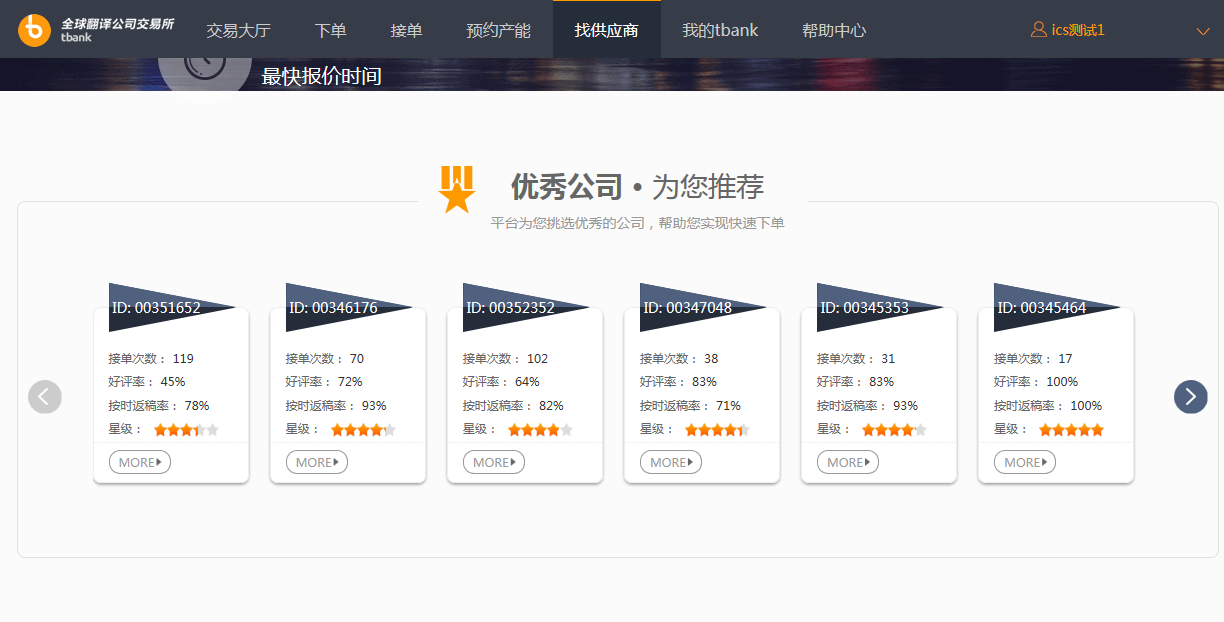 全球翻译公司交易所
tbank
交易大厅 下单 接单 预约产能 找供应商 我的tbank 帮助中心 ics测试1
最快报价时间
优秀公司 • 为您推荐
平台为您挑选优秀的公司，帮助您实现快速下单
ID: 00351652
接单次数： 119
好评率： 45%
按时返稿率： 78%
星级：
MORE
ID: 00346176
接单次数： 70
好评率： 72%
按时返稿率： 93%
星级：
MORE
ID: 00352352
接单次数： 102
好评率： 64%
按时返稿率： 82%
星级：
MORE
ID: 00347048
接单次数： 38
好评率： 83%
按时返稿率： 71%
星级：
MORE
ID: 00345353
接单次数： 31
好评率： 83%
按时返稿率： 93%
星级：
MORE
ID: 00345464
接单次数： 17
好评率： 100%
按时返稿率： 100%
星级：
MORE